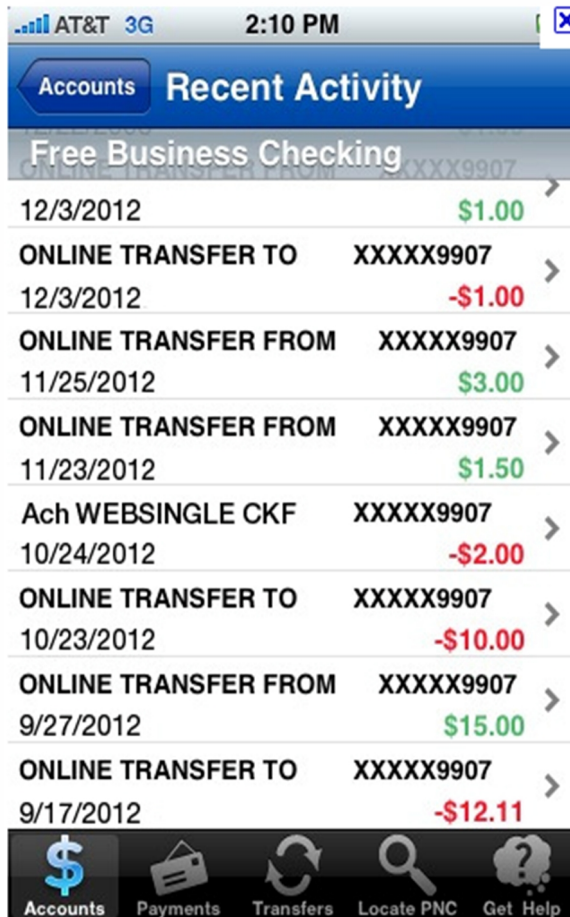 AT&T 3G 2:10 PM
Accounts Recent Activity
Free Business Checking
ONLINE TRANSFER FROM XXXXX9907
12/3/2012 $1.00
ONLINE TRANSFER TO XXXXX9907
12/3/2012 -$1.00
ONLINE TRANSFER FROM XXXXX9907
11/25/2012 $3.00
ONLINE TRANSFER FROM XXXXX9907
11/23/2012 $1.50
Ach WEBSINGLE CKF XXXXX9907
10/24/2012 -$2.00
ONLINE TRANSFER TO XXXXX9907
10/23/2012 -$10.00
ONLINE TRANSFER FROM XXXXX9907
9/27/2012 $15.00
ONLINE TRANSFER TO XXXXX9907
9/17/2012 -$12.11
Accounts Payments Transfers Locate PNC Get Help